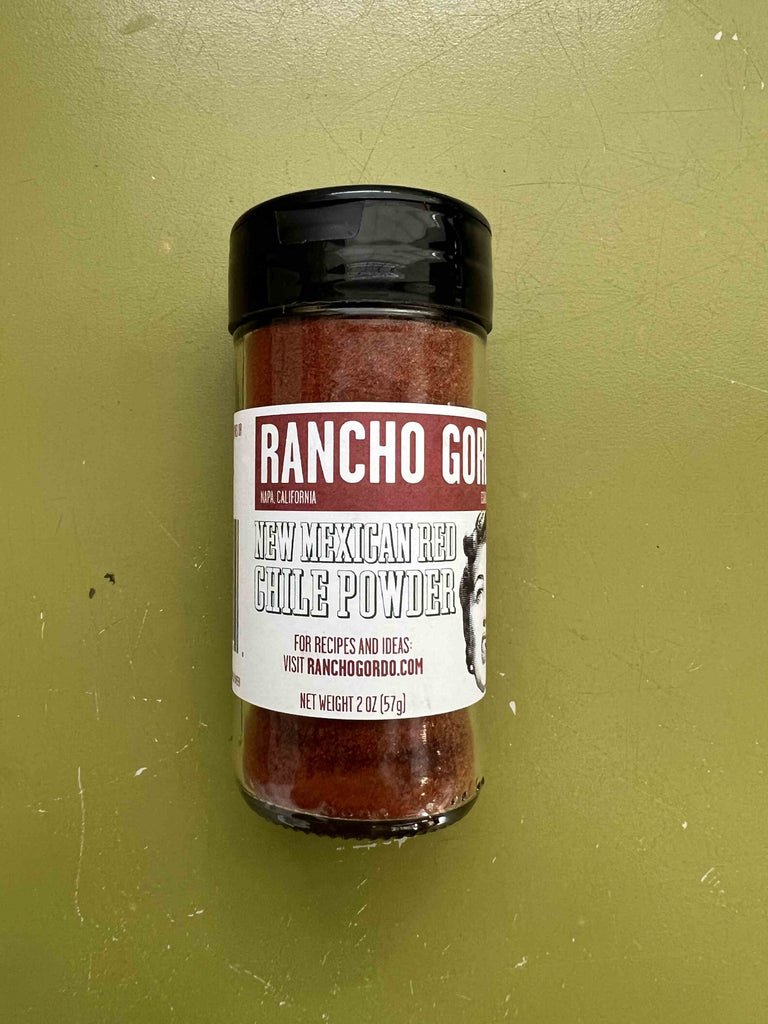 RANCHO GOR
NAPA, CALIFORNIA
NEW MEXICAN RED
CHILE POWDER
FOR RECIPES AND IDEAS:
VISIT RANCHOGORDO.COM
NET WEIGHT 2 OZ (57g)